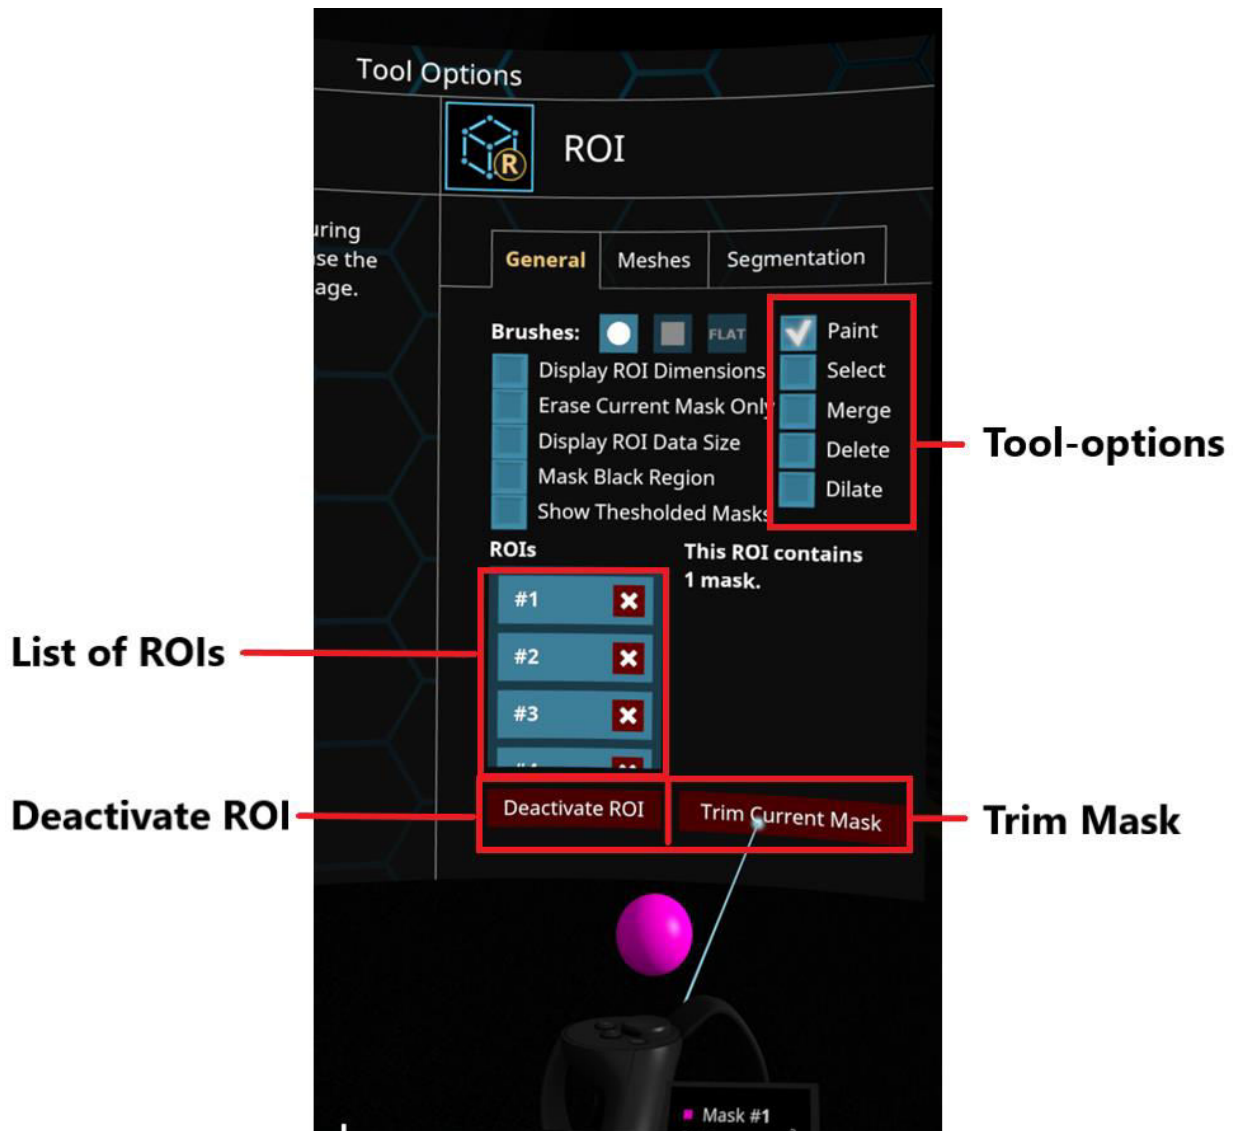 Tool Options
ROI
R
uring
se the
age.
General
Meshes
Segmentation
Brushes:
FLAT
Paint
Display ROI Dimensions
Select
Erase Current Mask Only
Merge
Display ROI Data Size
Delete
Mask Black Region
Dilate
Show Thesholded Masks
Tool-options
ROIs
This ROI contains
1 mask.
#1
#2
#3
List of ROIs
Deactivate ROI
Deactivate ROI
Trim Current Mask
Trim Mask
Mask #1